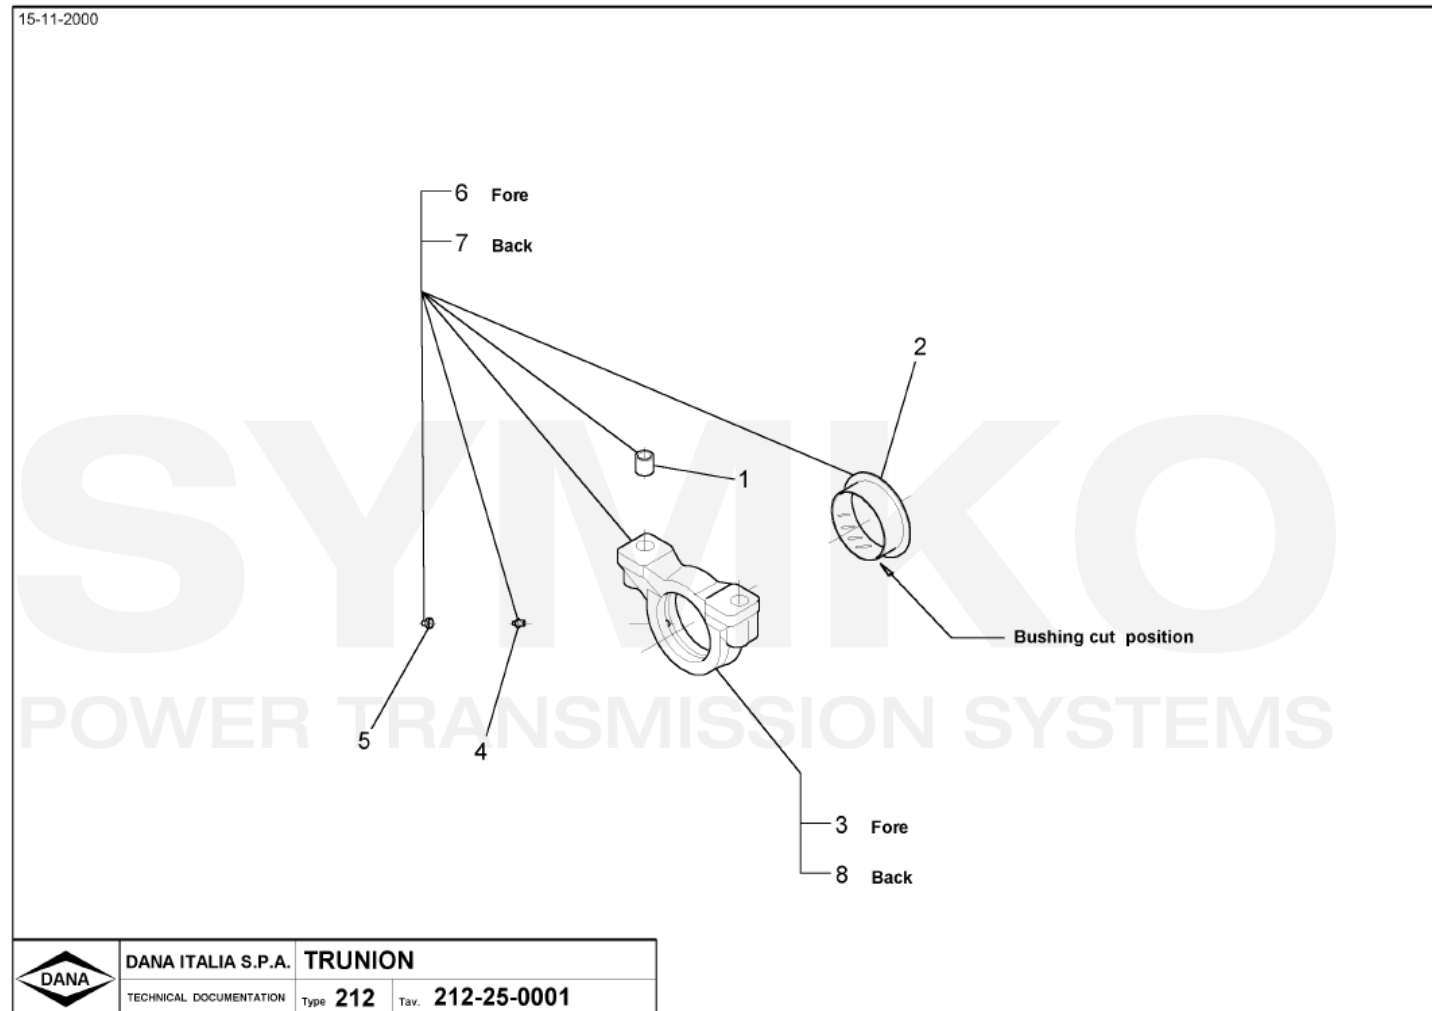 15-11-2000
6 Fore
7 Back
2
1
SYMKO
Bushing cut position
POWER TRANSMISSION SYSTEMS
5
4
3 Fore
8 Back
DANA
DANA ITALIA S.P.A.
TRUNION
TECHNICAL DOCUMENTATION
Type 212
Tav. 212-25-0001